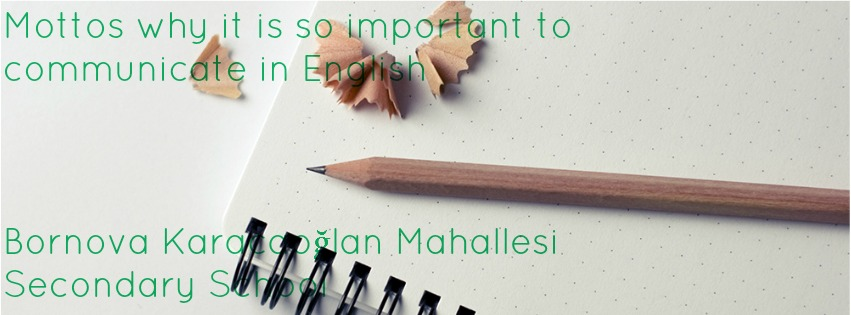 Mottos why it is so important to
communicate in English
Bornova Karacaoğlan Mahallesi
Secondary School